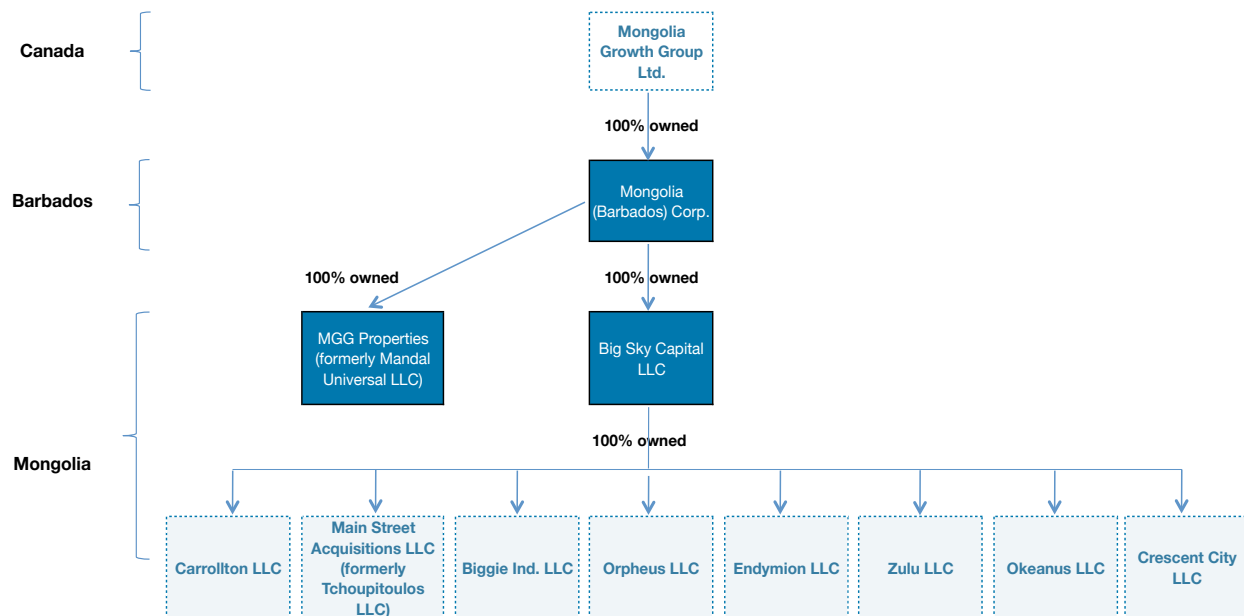 Canada
Mongolia
Growth Group
Ltd.
100% owned
Barbados
Mongolia
(Barbados) Corp.
100% owned
100% owned
Mongolia
MGG Properties
(formerly Mandal
Universal LLC)
Big Sky Capital
LLC
100% owned
Carrollton LLC
Main Street
Acquisitions LLC
(formerly
Tchoupitoulos
LLC)
Biggie Ind. LLC
Orpheus LLC
Endymion LLC
Zulu LLC
Okeanus LLC
Crescent City
LLC